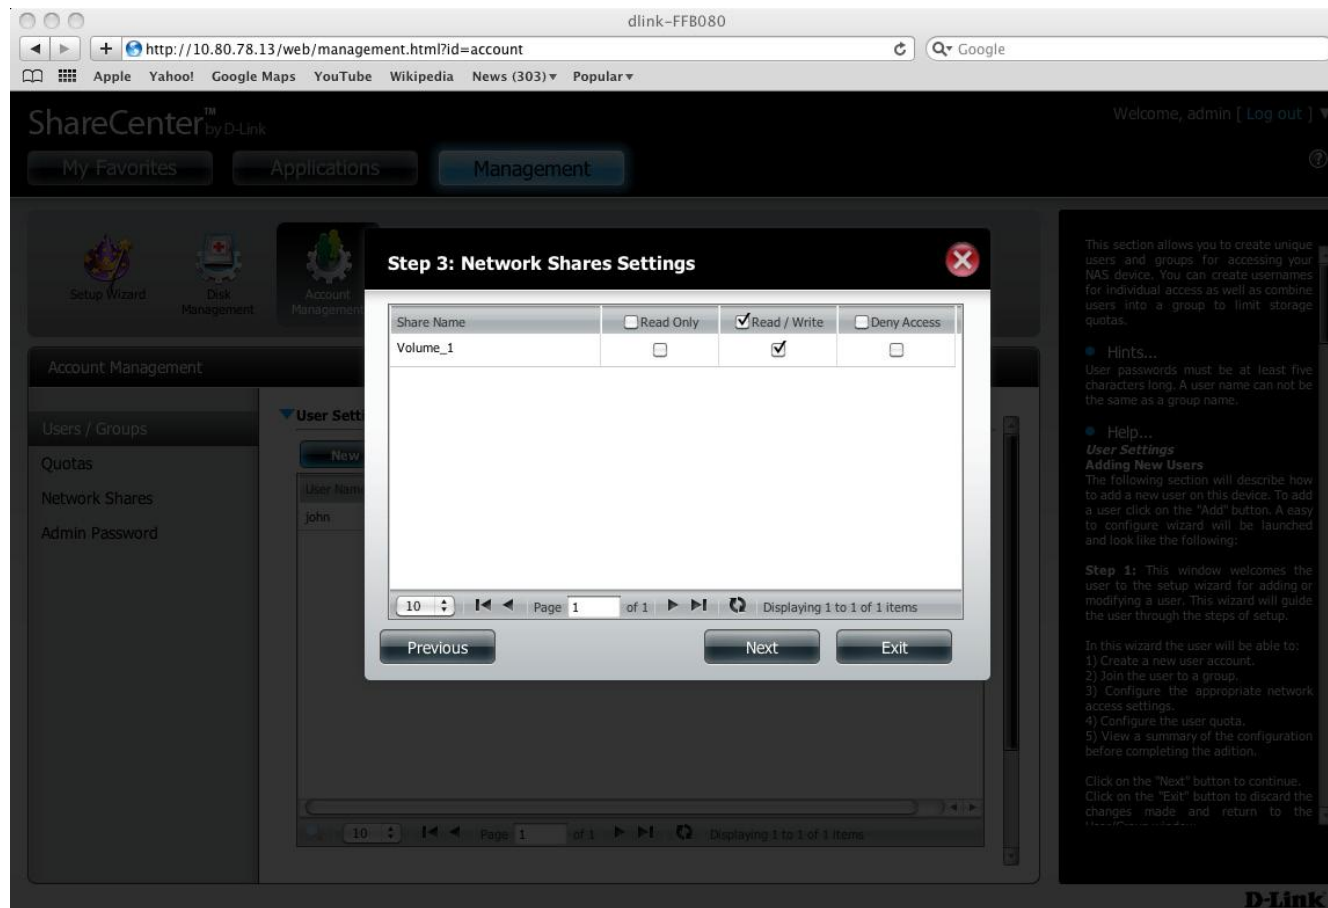 dlink-FFB080
http://10.80.78.13/web/management.html?id=account
Google
Apple Yahoo! Google Maps YouTube Wikipedia News (303) Popular
ShareCenter™ by D-Link
Welcome, admin [ Log out ]
My Favorites Applications Management
Setup Wizard
Disk Management
Account Management
Step 3: Network Shares Settings
Share Name Read Only Read / Write Deny Access
Volume_1
10 Page 1 of 1 Displaying 1 to 1 of 1 items
Previous Next Exit
Account Management
Users / Groups
Quotas
Network Shares
Admin Password
User Setti
New
User Name
john
10 Page 1 of 1 Displaying 1 to 1 of 1 items
This section allows you to create unique
users and groups for accessing your
NAS device. You can create usernames
for individual access as well as combine
users into a group to limit storage
quotas.
Hints...
User passwords must be at least five
characters long. A user name can not be
the same as a group name.
Help...
User Settings
Adding New Users
The following section will describe how
to add a new user on this device. To add
a user click on the "Add" button. A easy
to configure wizard will be launched
and look like the following:
Step 1: This window welcomes the
user to the setup wizard for adding or
modifying a user. This wizard will guide
the user through the steps of setup.
In this wizard the user will be able to:
1) Create a new user account.
2) Join the user to a group.
3) Configure the appropriate network
access settings.
4) Configure the user quota.
5) View a summary of the configuration
before completing the adition.
Click on the "Next" button to continue.
Click on the "Exit" button to discard the
changes made and return to the
D-Link